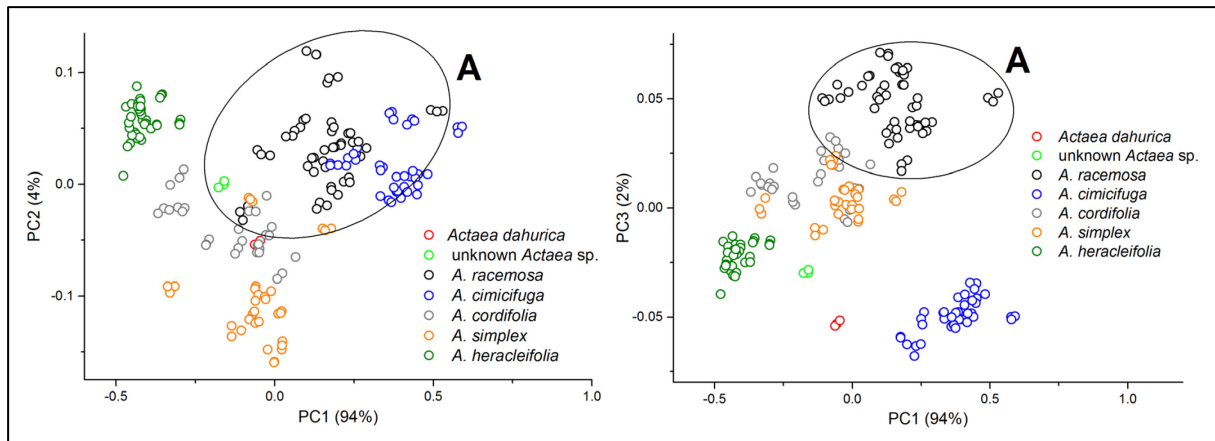 A
0.1
0.0
-0.1
PC2 (4%)
-0.5
0.0
0.5
1.0
PC1 (94%)
Actaea dahurica
unknown Actaea sp.
A. racemosa
A. cimicifuga
A. cordifolia
A. simplex
A. heracleifolia
A
0.05
0.00
-0.05
PC3 (2%)
-0.5
0.0
0.5
1.0
PC1 (94%)
Actaea dahurica
unknown Actaea sp.
A. racemosa
A. cimicifuga
A. cordifolia
A. simplex
A. heracleifolia